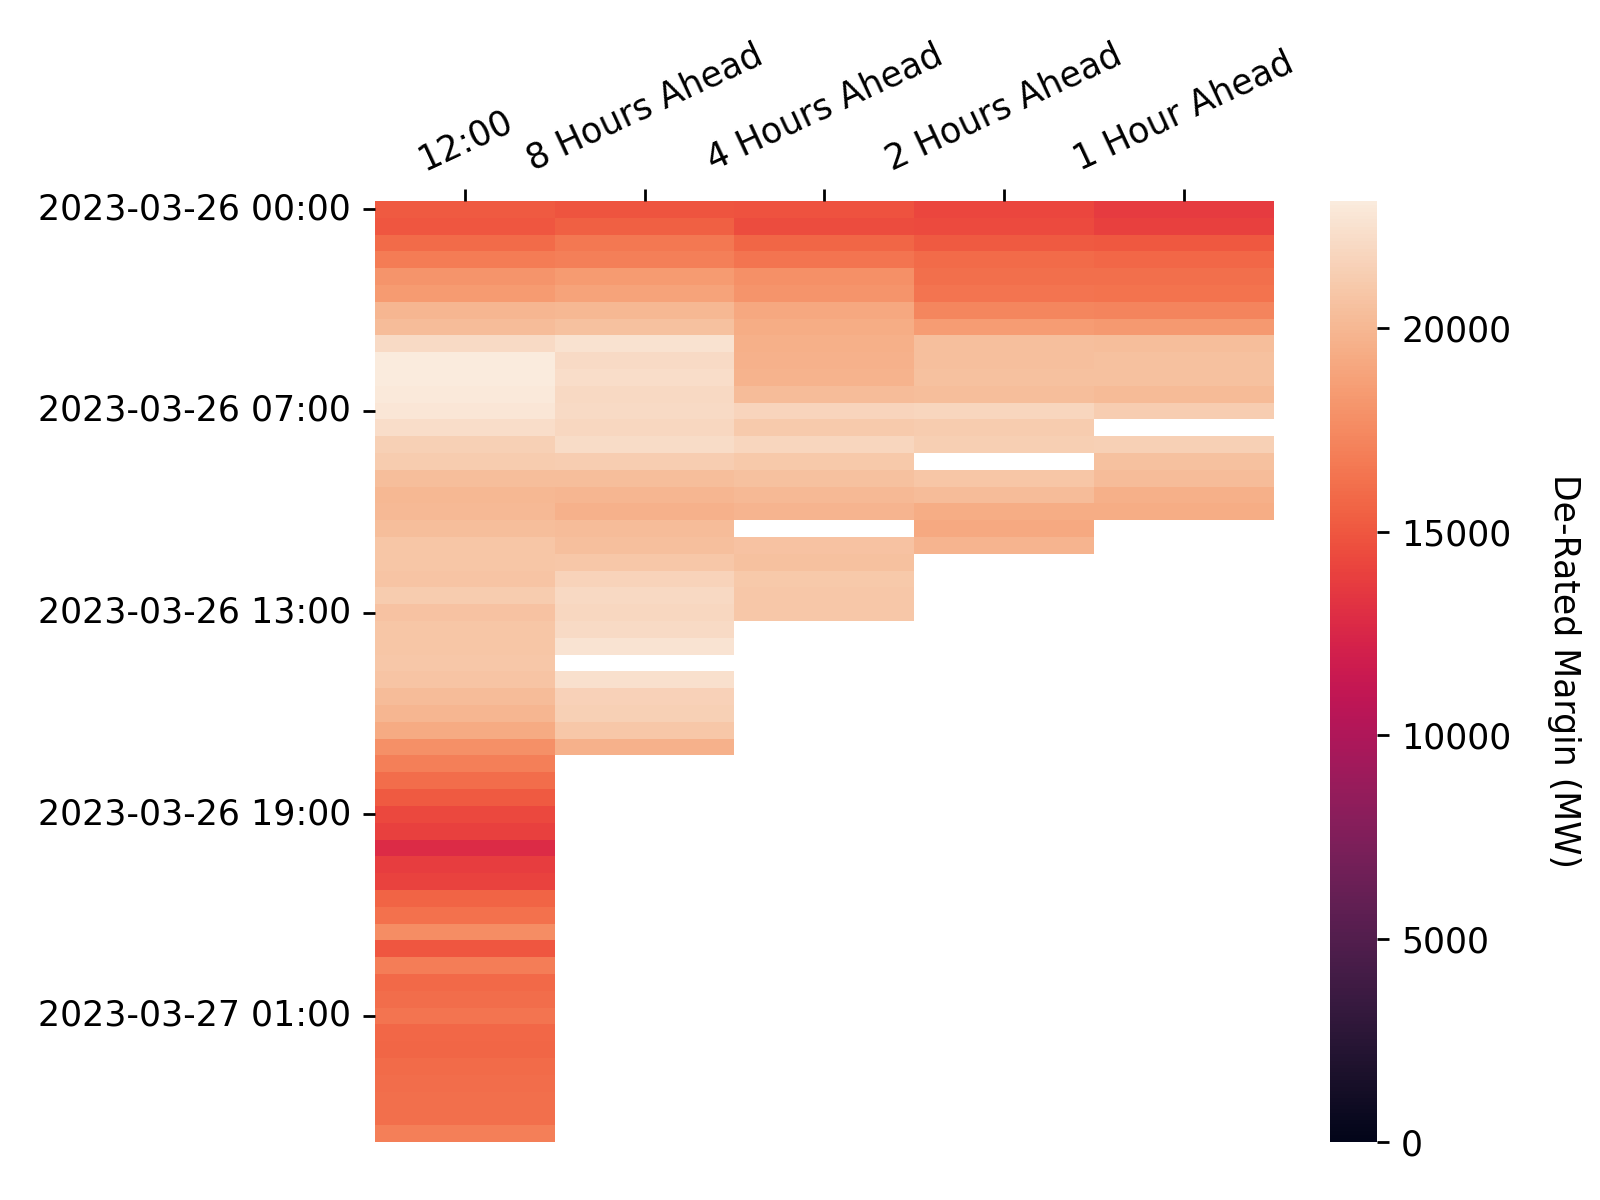 12:00
8 Hours Ahead
4 Hours Ahead
2 Hours Ahead
1 Hour Ahead
2023-03-26 00:00
2023-03-26 07:00
2023-03-26 13:00
2023-03-26 19:00
2023-03-27 01:00
20000
15000
10000
5000
0
De-Rated Margin (MW)